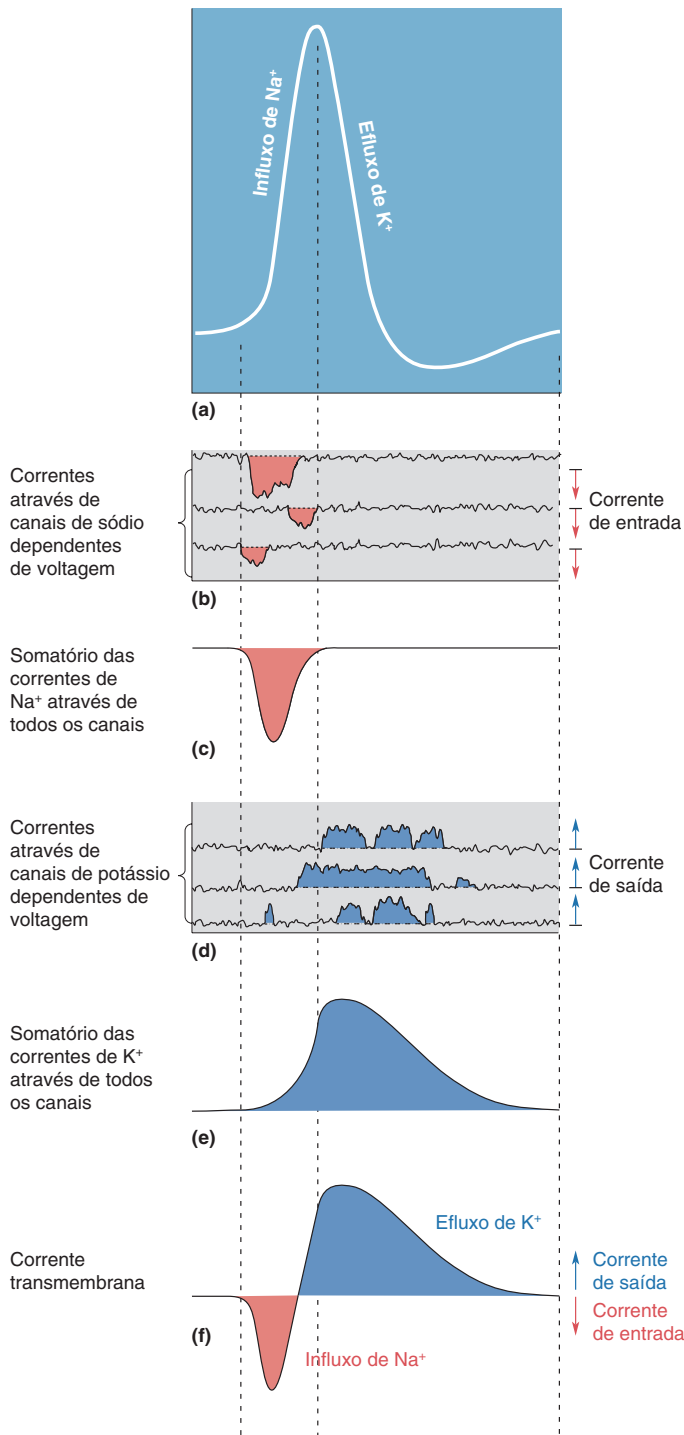 Influxo de Na⁺
Efluxo de K⁺
(a)
Correntes
através de
canais de sódio
dependentes
de voltagem
Corrente
de entrada
(b)
Somatório das
correntes de
Na⁺ através de
todos os canais
(c)
Correntes
através de
canais de potássio
dependentes de
voltagem
Corrente
de saída
(d)
Somatório das
correntes de K⁺
através de todos
os canais
(e)
Efluxo de K⁺
Corrente
transmembrana
Corrente
de saída
Corrente
de entrada
(f)
Influxo de Na⁺